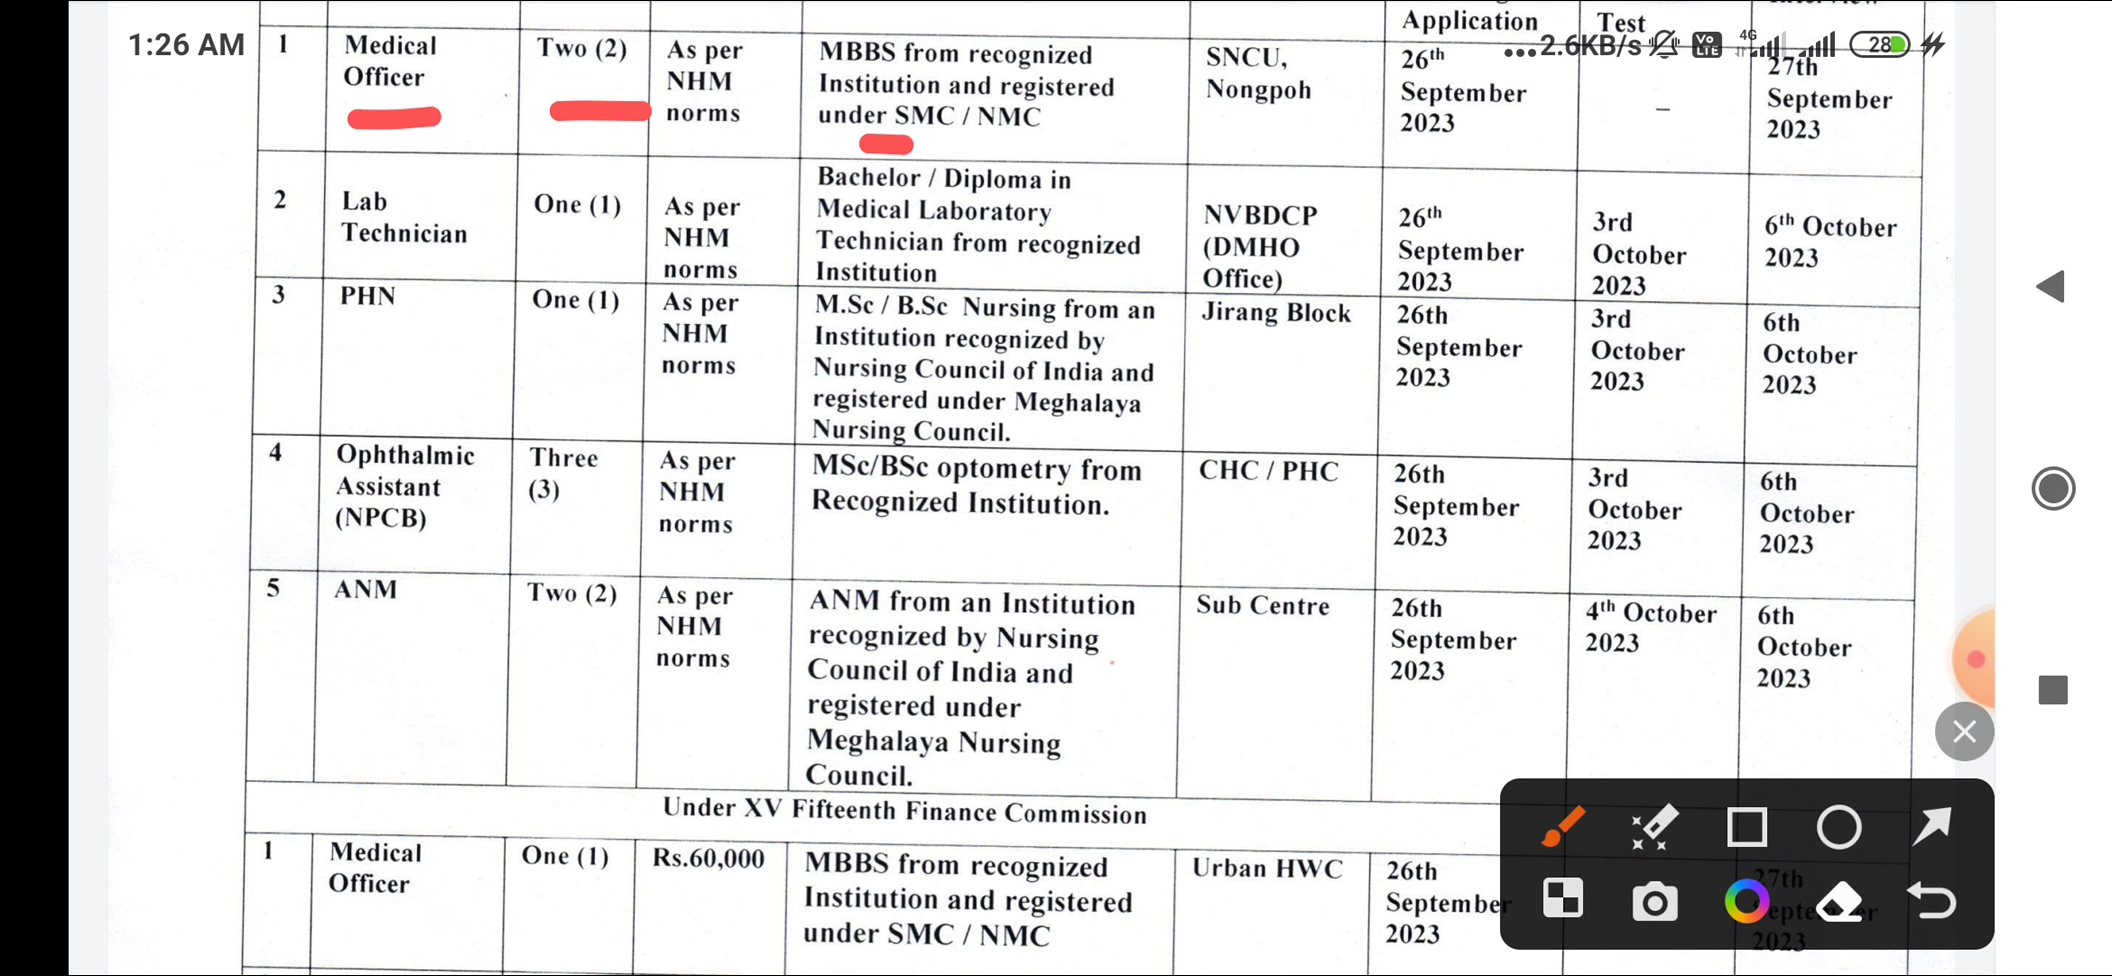 Application
Test
1:26 AM
...2.6KB/s
Vo
LTE
4G
28
1
Medical
Officer
Two (2)
As per
NHM
norms
MBBS from recognized
Institution and registered
under SMC / NMC
SNCU,
Nongpoh
26th
September
2023
–
27th
September
2023
2
Lab
Technician
One (1)
As per
NHM
norms
Bachelor / Diploma in
Medical Laboratory
Technician from recognized
Institution
NVBDCP
(DMHO
Office)
26th
September
2023
3rd
October
2023
6th October
2023
3
PHN
One (1)
As per
NHM
norms
M.Sc / B.Sc Nursing from an
Institution recognized by
Nursing Council of India and
registered under Meghalaya
Nursing Council.
Jirang Block
26th
September
2023
3rd
October
2023
6th
October
2023
4
Ophthalmic
Assistant
(NPCB)
Three
(3)
As per
NHM
norms
MSc/BSc optometry from
Recognized Institution.
CHC / PHC
26th
September
2023
3rd
October
2023
6th
October
2023
5
ANM
Two (2)
As per
NHM
norms
ANM from an Institution
recognized by Nursing
Council of India and
registered under
Meghalaya Nursing
Council.
Sub Centre
26th
September
2023
4th October
2023
6th
October
2023
Under XV Fifteenth Finance Commission
1
Medical
Officer
One (1)
Rs.60,000
MBBS from recognized
Institution and registered
under SMC / NMC
Urban HWC
26th
September
2023
27th
2023